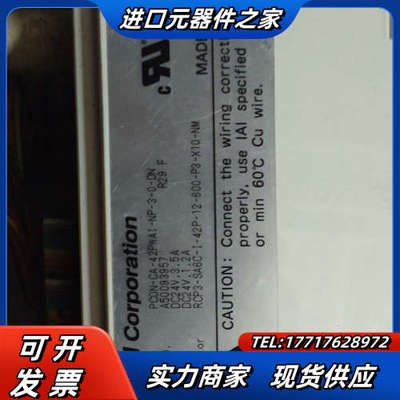 进口元器件之家
c RU
MADE
Corporation
PCON-CA-42PWAI-NP-3-0-DN
R29 F
A50093957
DC24V,3.5A
DC24V,1.2A
RCP3-SA6C-I-42P-12-600-P3-X10-NM
CAUTION: Connect the wiring correct
properly, use IAI specified
or min 60℃ Cu wire.
可开发票
TEL:17717628972
实力商家 现货供应